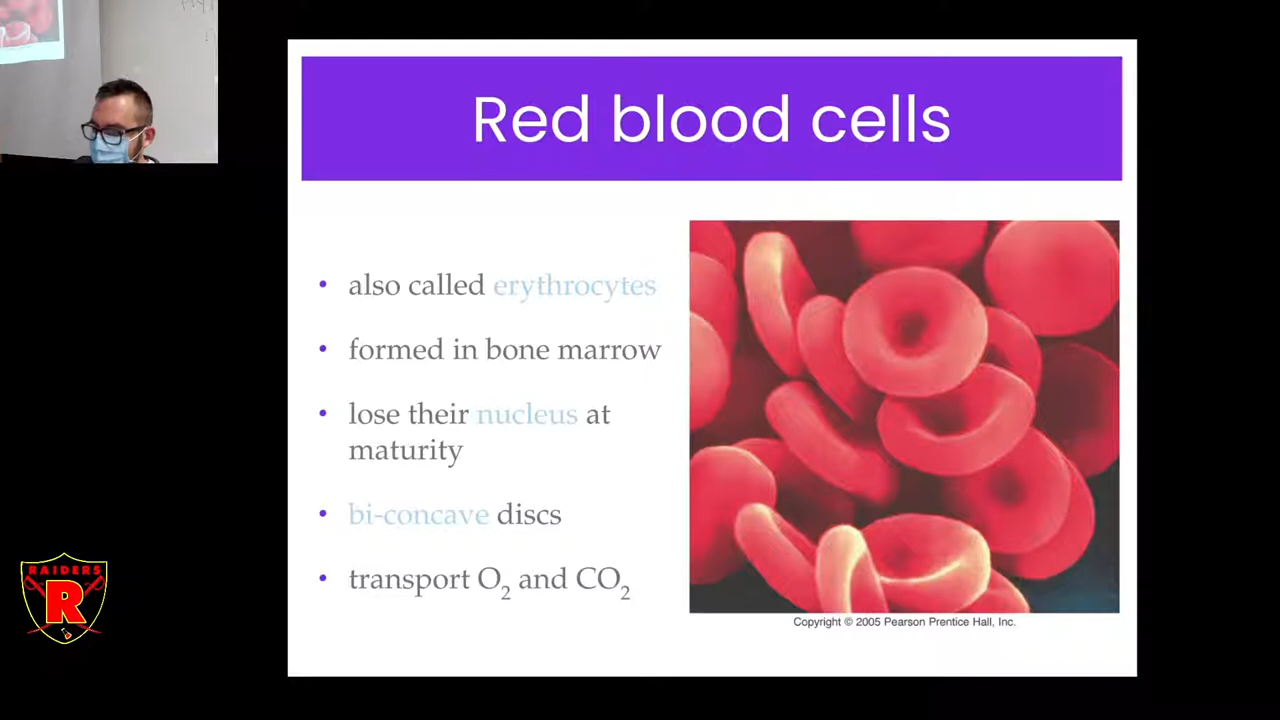 Red blood cells
• also called erythrocytes
• formed in bone marrow
• lose their nucleus at
maturity
• bi-concave discs
• transport O₂ and CO₂
Copyright © 2005 Pearson Prentice Hall, Inc.
RAIDERS
R